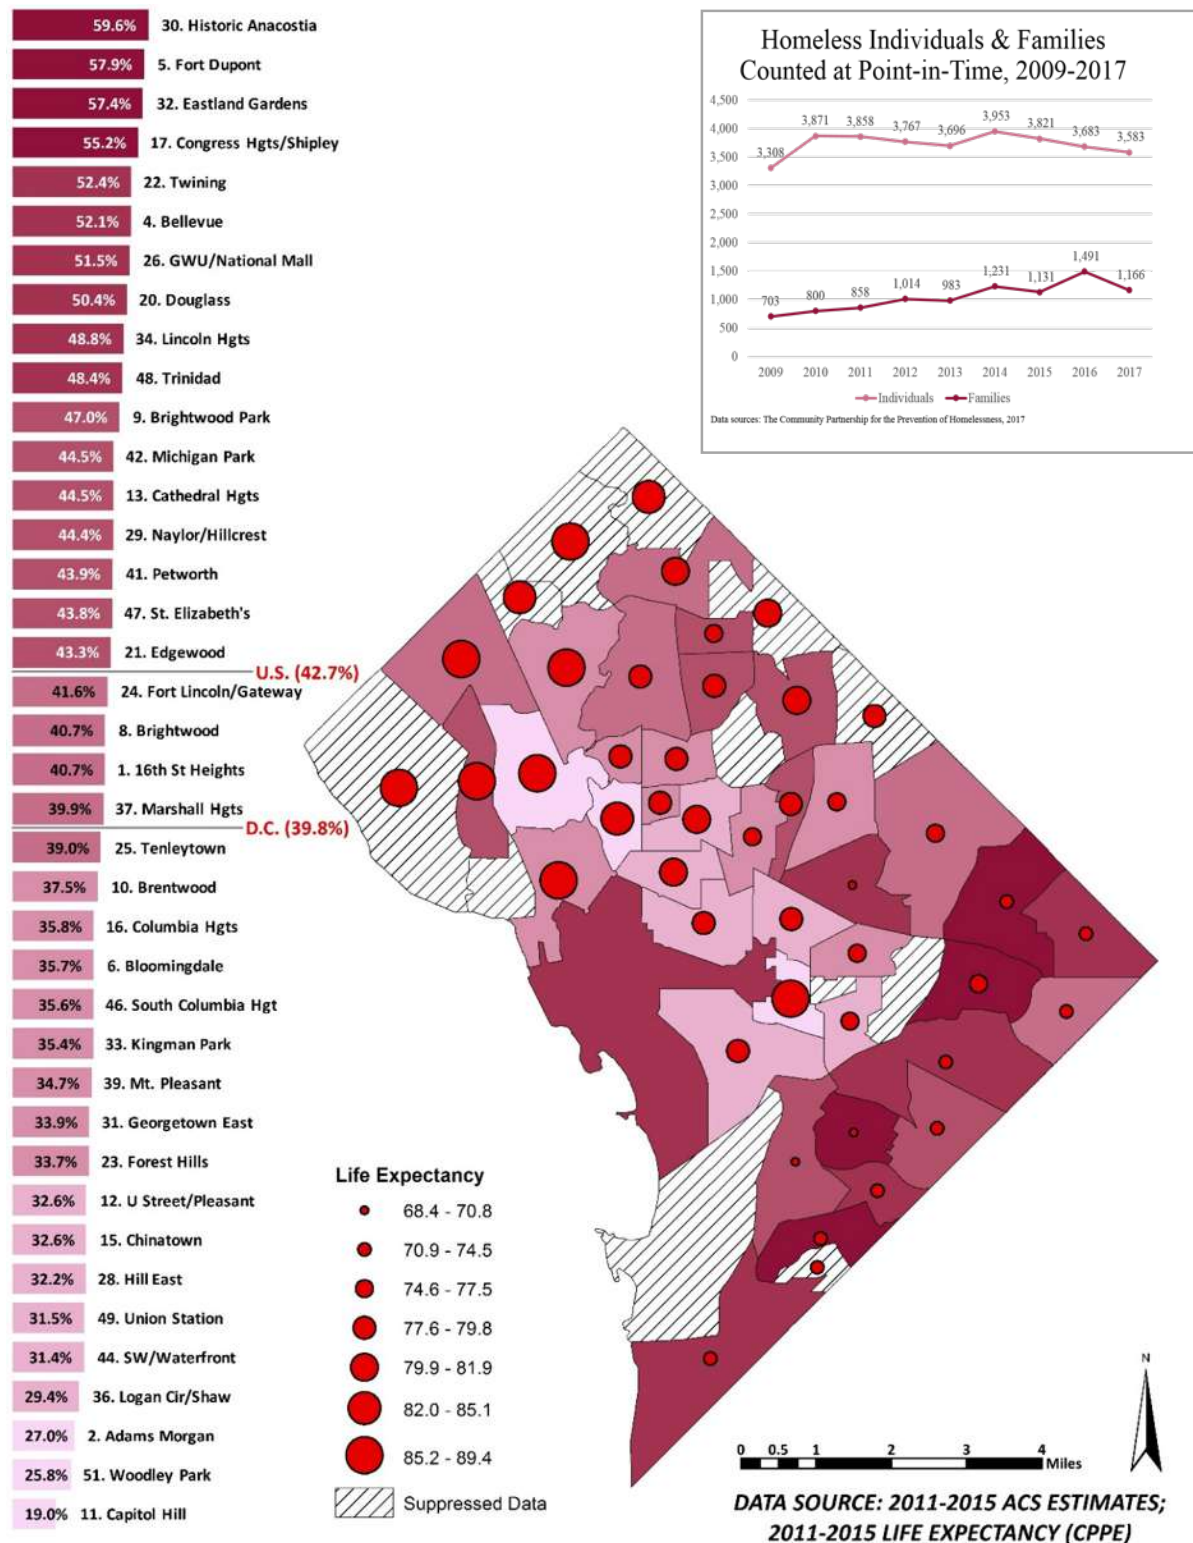 59.6% 30. Historic Anacostia
57.9% 5. Fort Dupont
57.4% 32. Eastland Gardens
55.2% 17. Congress Hgts/Shipley
52.4% 22. Twining
52.1% 4. Bellevue
51.5% 26. GWU/National Mall
50.4% 20. Douglass
48.8% 34. Lincoln Hgts
48.4% 48. Trinidad
47.0% 9. Brightwood Park
44.5% 42. Michigan Park
44.5% 13. Cathedral Hgts
44.4% 29. Naylor/Hillcrest
43.9% 41. Petworth
43.8% 47. St. Elizabeth's
43.3% 21. Edgewood
U.S. (42.7%)
41.6% 24. Fort Lincoln/Gateway
40.7% 8. Brightwood
40.7% 1. 16th St Heights
39.9% 37. Marshall Hgts
D.C. (39.8%)
39.0% 25. Tenleytown
37.5% 10. Brentwood
35.8% 16. Columbia Hgts
35.7% 6. Bloomingdale
35.6% 46. South Columbia Hgt
35.4% 33. Kingman Park
34.7% 39. Mt. Pleasant
33.9% 31. Georgetown East
33.7% 23. Forest Hills
32.6% 12. U Street/Pleasant
32.6% 15. Chinatown
32.2% 28. Hill East
31.5% 49. Union Station
31.4% 44. SW/Waterfront
29.4% 36. Logan Cir/Shaw
27.0% 2. Adams Morgan
25.8% 51. Woodley Park
19.0% 11. Capitol Hill
Homeless Individuals & Families
Counted at Point-in-Time, 2009-2017
4,500
4,000
3,500
3,000
2,500
2,000
1,500
1,000
500
0
3,308 3,871 3,858 3,767 3,696 3,953 3,821 3,683 3,583
703 800 858 1,014 983 1,231 1,131 1,491 1,166
2009 2010 2011 2012 2013 2014 2015 2016 2017
Individuals Families
Data sources: The Community Partnership for the Prevention of Homelessness, 2017
Life Expectancy
68.4 - 70.8
70.9 - 74.5
74.6 - 77.5
77.6 - 79.8
79.9 - 81.9
82.0 - 85.1
85.2 - 89.4
Suppressed Data
N
0 0.5 1 2 3 4
Miles
DATA SOURCE: 2011-2015 ACS ESTIMATES;
2011-2015 LIFE EXPECTANCY (CPPE)